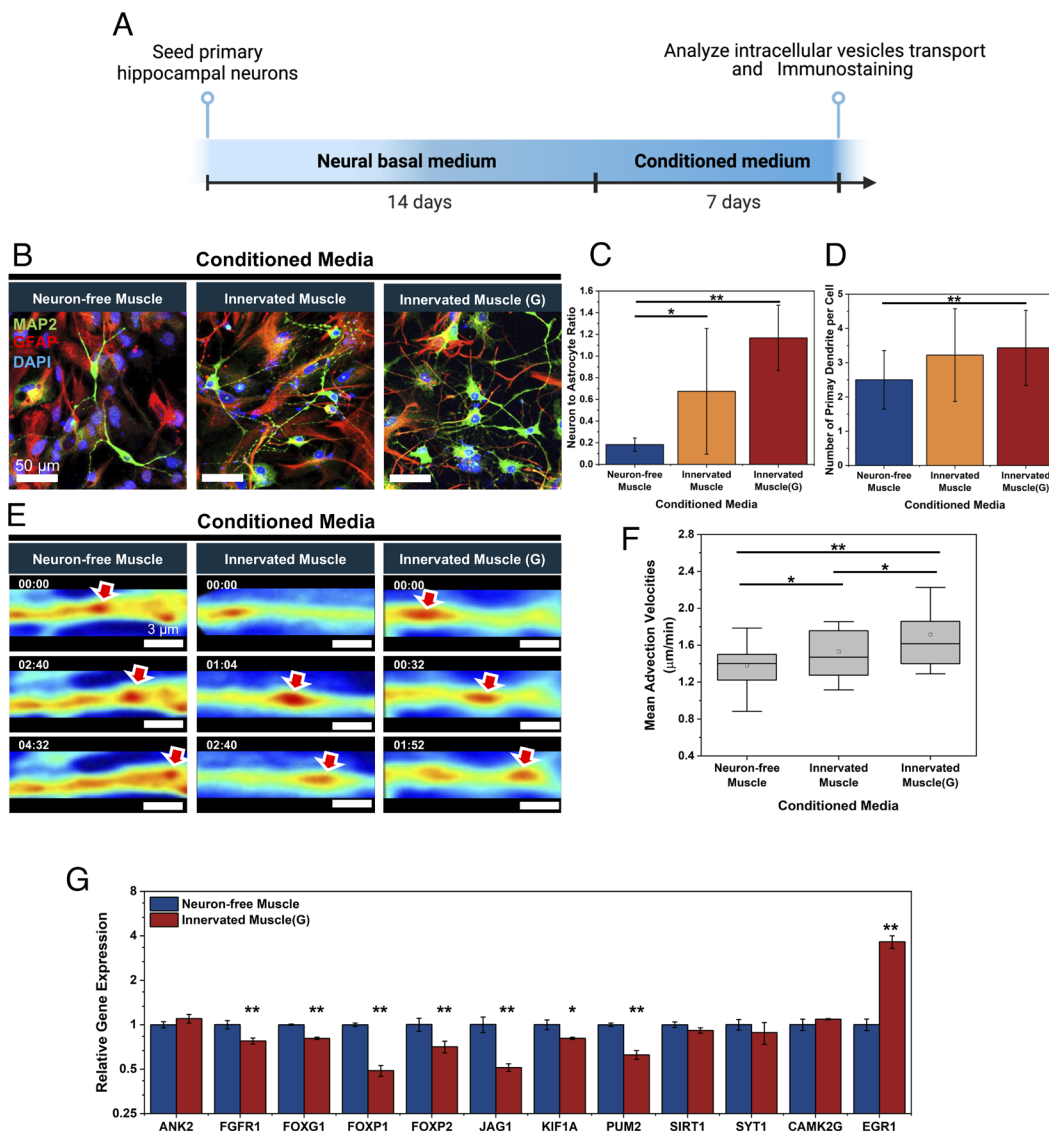 A
Seed primary
hippocampal neurons
Analyze intracellular vesicles transport
and Immunostaining
Neural basal medium
Conditioned medium
14 days
7 days
B
Conditioned Media
Neuron-free Muscle
Innervated Muscle
Innervated Muscle (G)
MAP2
GFAP
DAPI
50 μm
C
Neuron to Astrocyte Ratio
1.6
1.4
1.2
1.0
0.8
0.6
0.4
0.2
0.0
**
*
Neuron-free
Muscle
Innervated
Muscle
Innervated
Muscle(G)
Conditioned Media
D
Number of Primay Dendrite per Cell
5
4
3
2
1
0
**
Neuron-free
Muscle
Innervated
Muscle
Innervated
Muscle(G)
Conditioned Media
E
Conditioned Media
Neuron-free Muscle
Innervated Muscle
Innervated Muscle (G)
00:00
00:00
00:00
3 μm
02:40
01:04
00:32
04:32
02:40
01:52
F
Mean Advection Velocities
(μm/min)
2.8
2.4
2.0
1.6
1.2
0.8
0.4
**
*
*
Neuron-free
Muscle
Innervated
Muscle
Innervated
Muscle(G)
Conditioned Media
G
Relative Gene Expression
8
4
2
1
0.5
0.25
Neuron-free Muscle
Innervated Muscle(G)
** ** ** ** ** * ** **
ANK2 FGFR1 FOXG1 FOXP1 FOXP2 JAG1 KIF1A PUM2 SIRT1 SYT1 CAMK2G EGR1